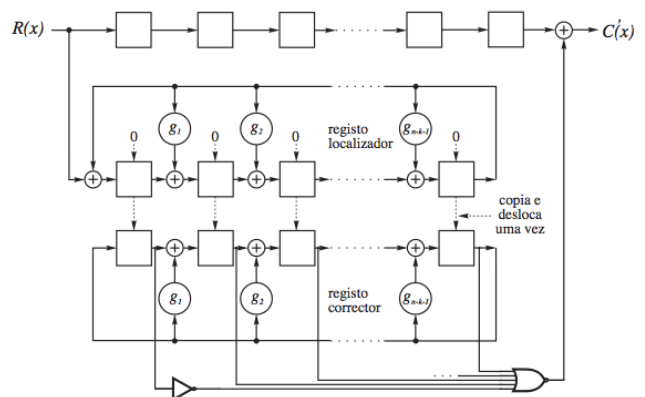 R(x)
C'(x)
g1
g2
gn-k-1
0
0
0
0
registo
localizador
copia e
desloca
uma vez
registo
corrector
g1
g2
gn-k-1